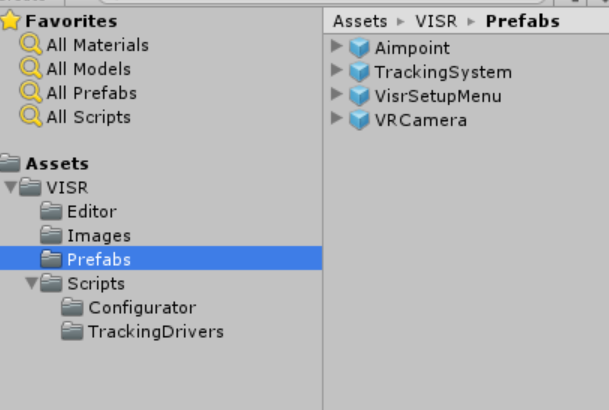 Favorites
All Materials
All Models
All Prefabs
All Scripts
Assets
VISR
Editor
Images
Prefabs
Scripts
Configurator
TrackingDrivers
Assets ▸ VISR ▸ Prefabs
Aimpoint
TrackingSystem
VisrSetupMenu
VRCamera